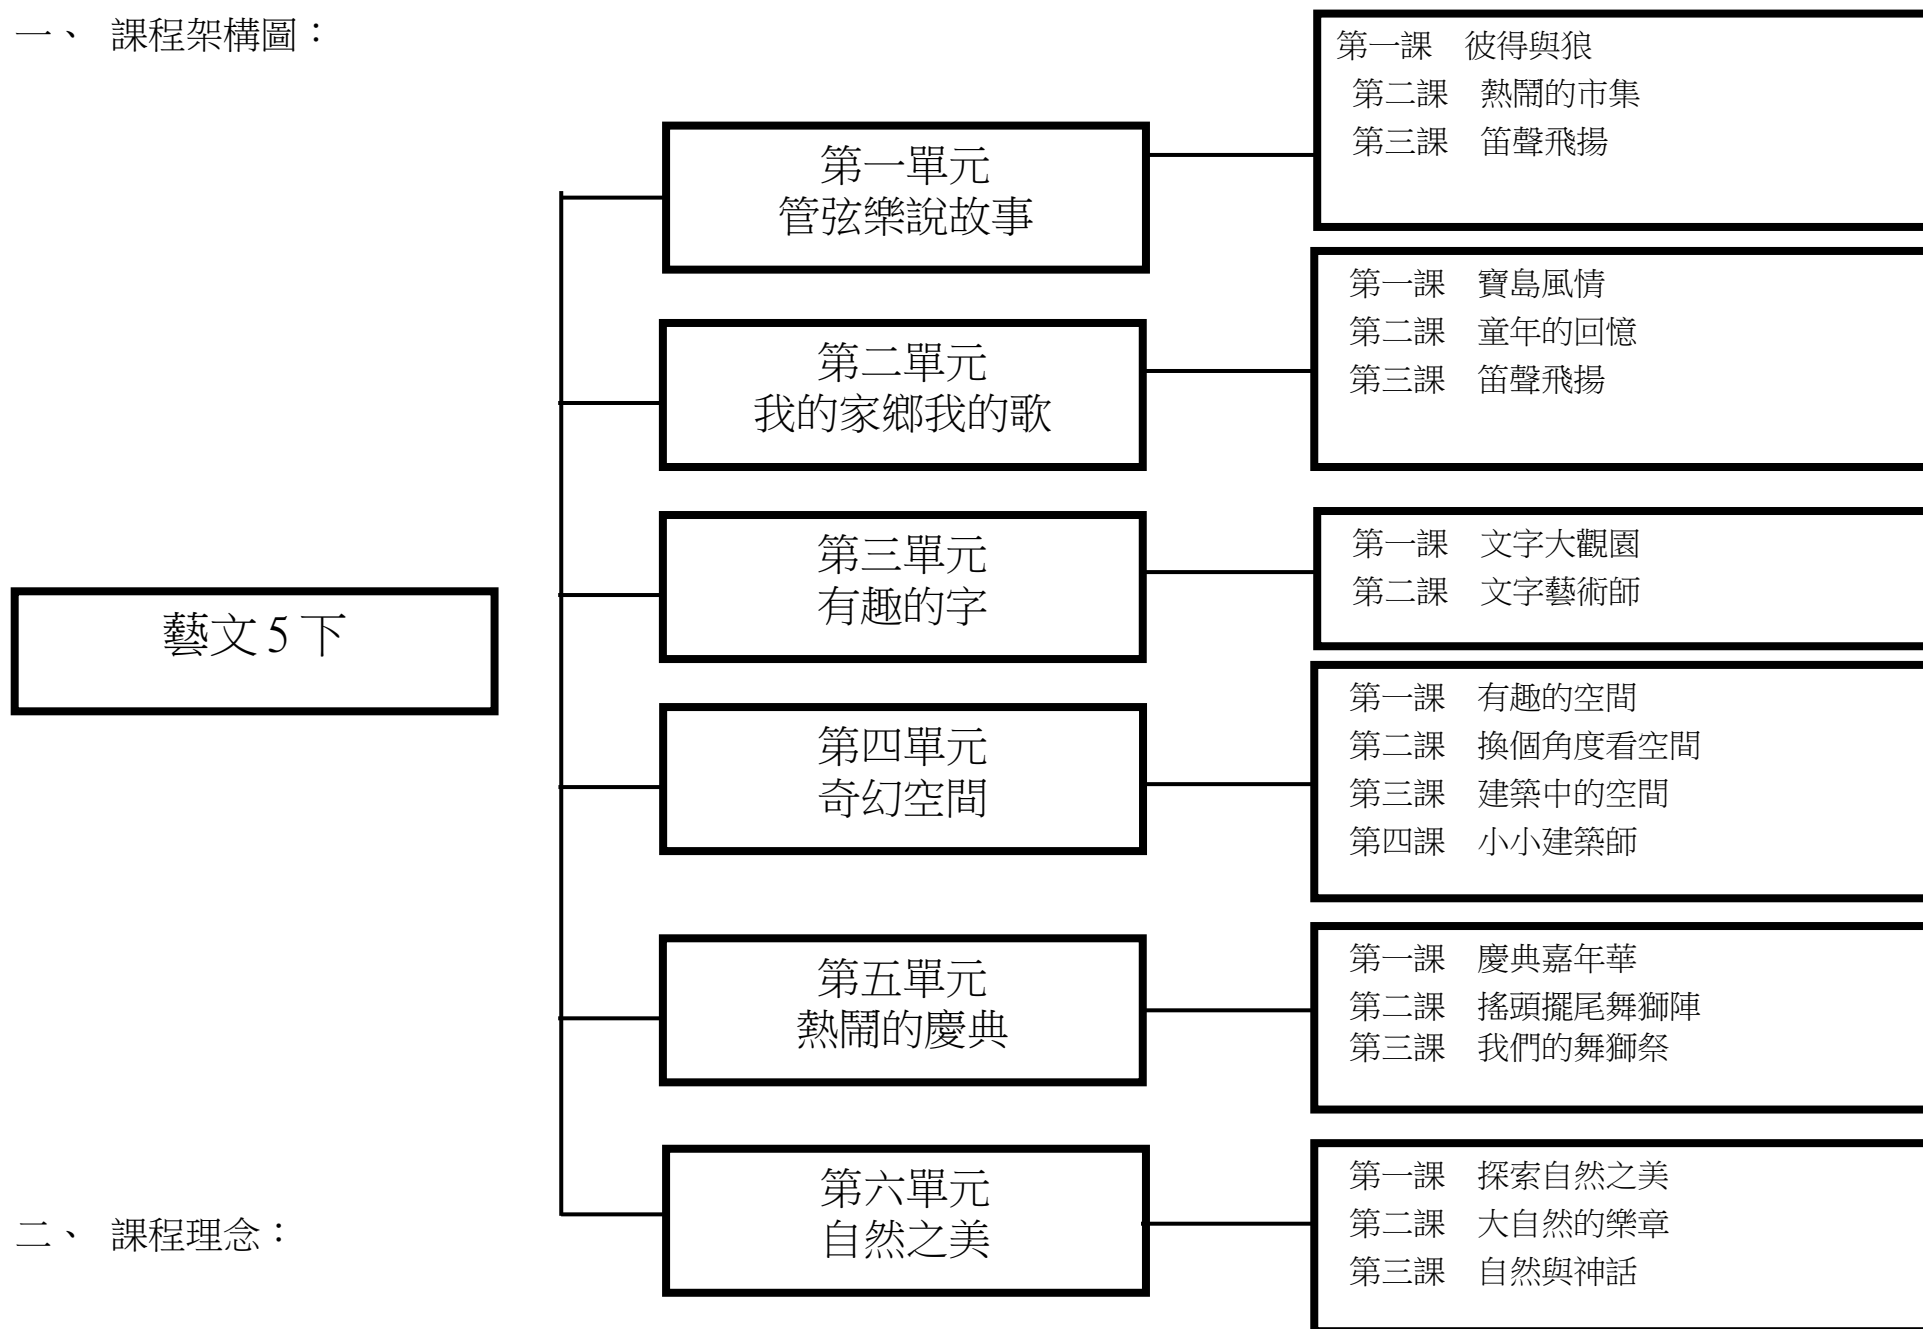 一、 課程架構圖：
藝文5下
第一單元
管弦樂說故事
第一課　彼得與狼
第二課　熱鬧的市集
第三課　笛聲飛揚
第二單元
我的家鄉我的歌
第一課　寶島風情
第二課　童年的回憶
第三課　笛聲飛揚
第三單元
有趣的字
第一課　文字大觀園
第二課　文字藝術師
第四單元
奇幻空間
第一課　有趣的空間
第二課　換個角度看空間
第三課　建築中的空間
第四課　小小建築師
第五單元
熱鬧的慶典
第一課　慶典嘉年華
第二課　搖頭擺尾舞獅陣
第三課　我們的舞獅祭
第六單元
自然之美
第一課　探索自然之美
第二課　大自然的樂章
第三課　自然與神話
二、 課程理念：